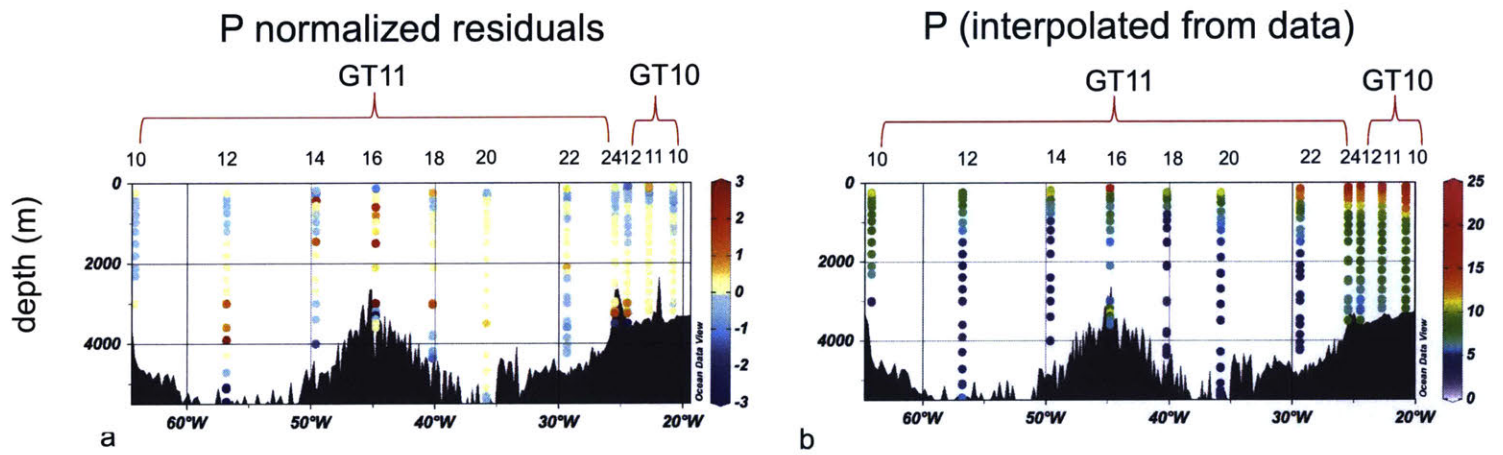 P normalized residuals
GT11
GT10
10 12 14 16 18 20 22 24 12 11 10
0
2000
4000
depth (m)
60°W 50°W 40°W 30°W 20°W
3
2
1
0
-1
-2
-3
Ocean Data View
a
P (interpolated from data)
GT11
GT10
10 12 14 16 18 20 22 24 12 11 10
0
2000
4000
60°W 50°W 40°W 30°W 20°W
25
20
15
10
5
0
Ocean Data View
b